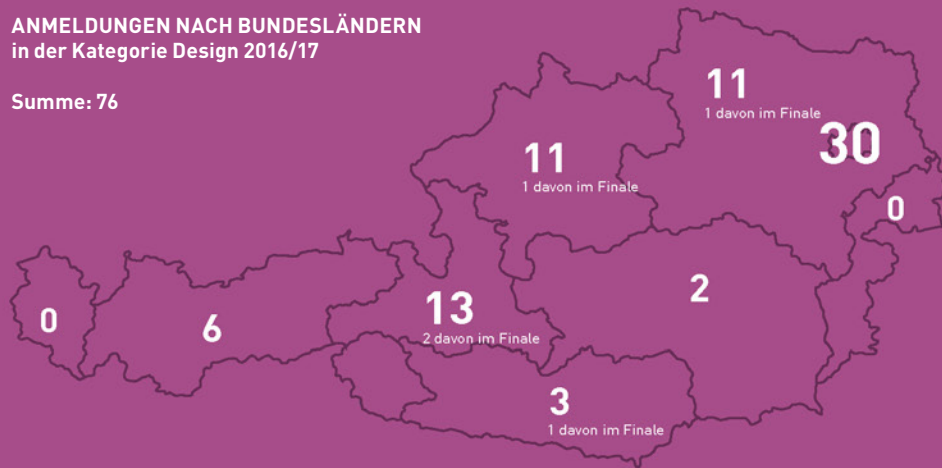 ANMELDUNGEN NACH BUNDESLÄNDERN
in der Kategorie Design 2016/17
Summe: 76
11
1 davon im Finale
30
11
1 davon im Finale
0
2
13
2 davon im Finale
0
6
3
1 davon im Finale